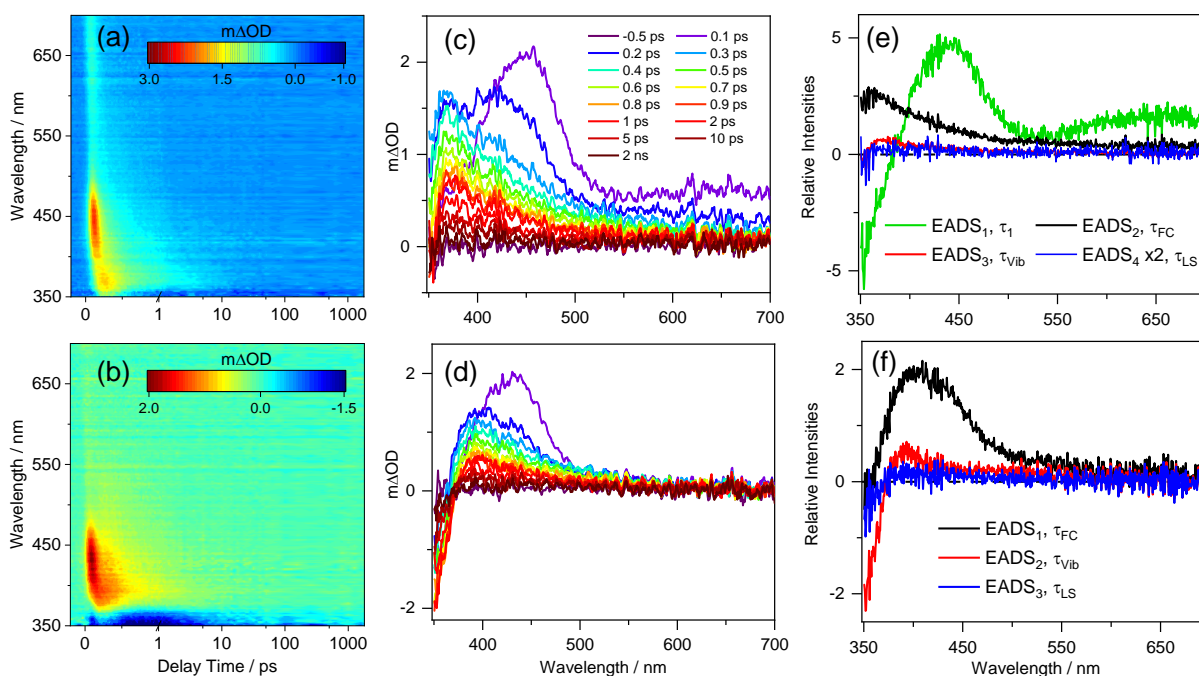 (a)
mΔOD
3.0 1.5 0.0 -1.0
Wavelength / nm
650
550
450
350
0 1 10 100 1000
(b)
mΔOD
2.0 0.0 -1.5
Wavelength / nm
650
550
450
350
0 1 10 100 1000
Delay Time / ps
(c)
-0.5 ps 0.1 ps
0.2 ps 0.3 ps
0.4 ps 0.5 ps
0.6 ps 0.7 ps
0.8 ps 0.9 ps
1 ps 2 ps
5 ps 10 ps
2 ns
mΔOD
2
1
0
400 500 600 700
(d)
mΔOD
2
0
-2
400 500 600 700
Wavelength / nm
(e)
Relative Intensities
5
0
-5
EADS₁, τ₁ EADS₂, τFC
EADS₃, τVib EADS₄ x2, τLS
350 450 550 650
(f)
Relative Intensities
2
0
-2
EADS₁, τFC
EADS₂, τVib
EADS₃, τLS
350 450 550 650
Wavelength / nm